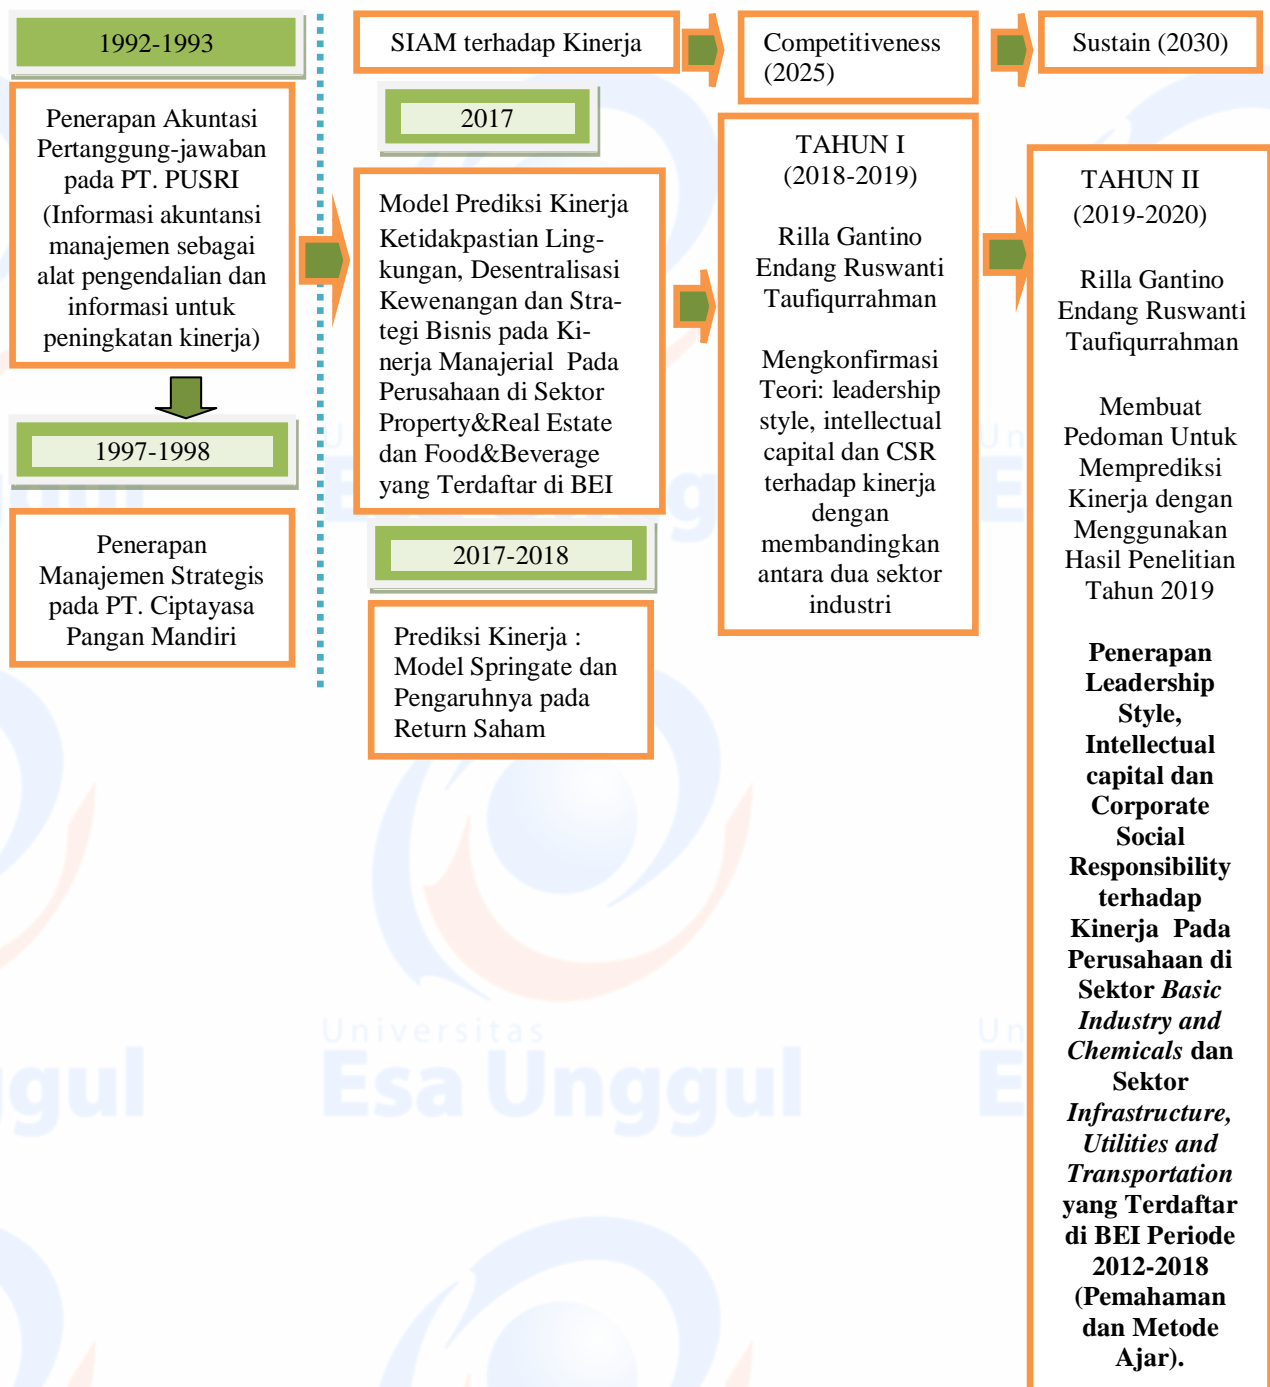 1992-1993
Penerapan Akuntasi
Pertanggung-jawaban
pada PT. PUSRI
(Informasi akuntansi
manajemen sebagai
alat pengendalian dan
informasi untuk
peningkatan kinerja)
1997-1998
Penerapan
Manajemen Strategis
pada PT. Ciptayasa
Pangan Mandiri
SIAM terhadap Kinerja
2017
Model Prediksi Kinerja
Ketidakpastian Ling-
kungan, Desentralisasi
Kewenangan dan Stra-
tegi Bisnis pada Ki-
nerja Manajerial Pada
Perusahaan di Sektor
Property&Real Estate
dan Food&Beverage
yang Terdaftar di BEI
2017-2018
Prediksi Kinerja :
Model Springate dan
Pengaruhnya pada
Return Saham
Competitiveness
(2025)
TAHUN I
(2018-2019)
Rilla Gantino
Endang Ruswanti
Taufiqurrahman
Mengkonfirmasi
Teori: leadership
style, intellectual
capital dan CSR
terhadap kinerja
dengan
membandingkan
antara dua sektor
industri
Sustain (2030)
TAHUN II
(2019-2020)
Rilla Gantino
Endang Ruswanti
Taufiqurrahman
Membuat
Pedoman Untuk
Memprediksi
Kinerja dengan
Menggunakan
Hasil Penelitian
Tahun 2019
Penerapan
Leadership
Style,
Intellectual
capital dan
Corporate
Social
Responsibility
terhadap
Kinerja Pada
Perusahaan di
Sektor Basic
Industry and
Chemicals dan
Sektor
Infrastructure,
Utilities and
Transportation
yang Terdaftar
di BEI Periode
2012-2018
(Pemahaman
dan Metode
Ajar).
Universitas
Esa Unggul